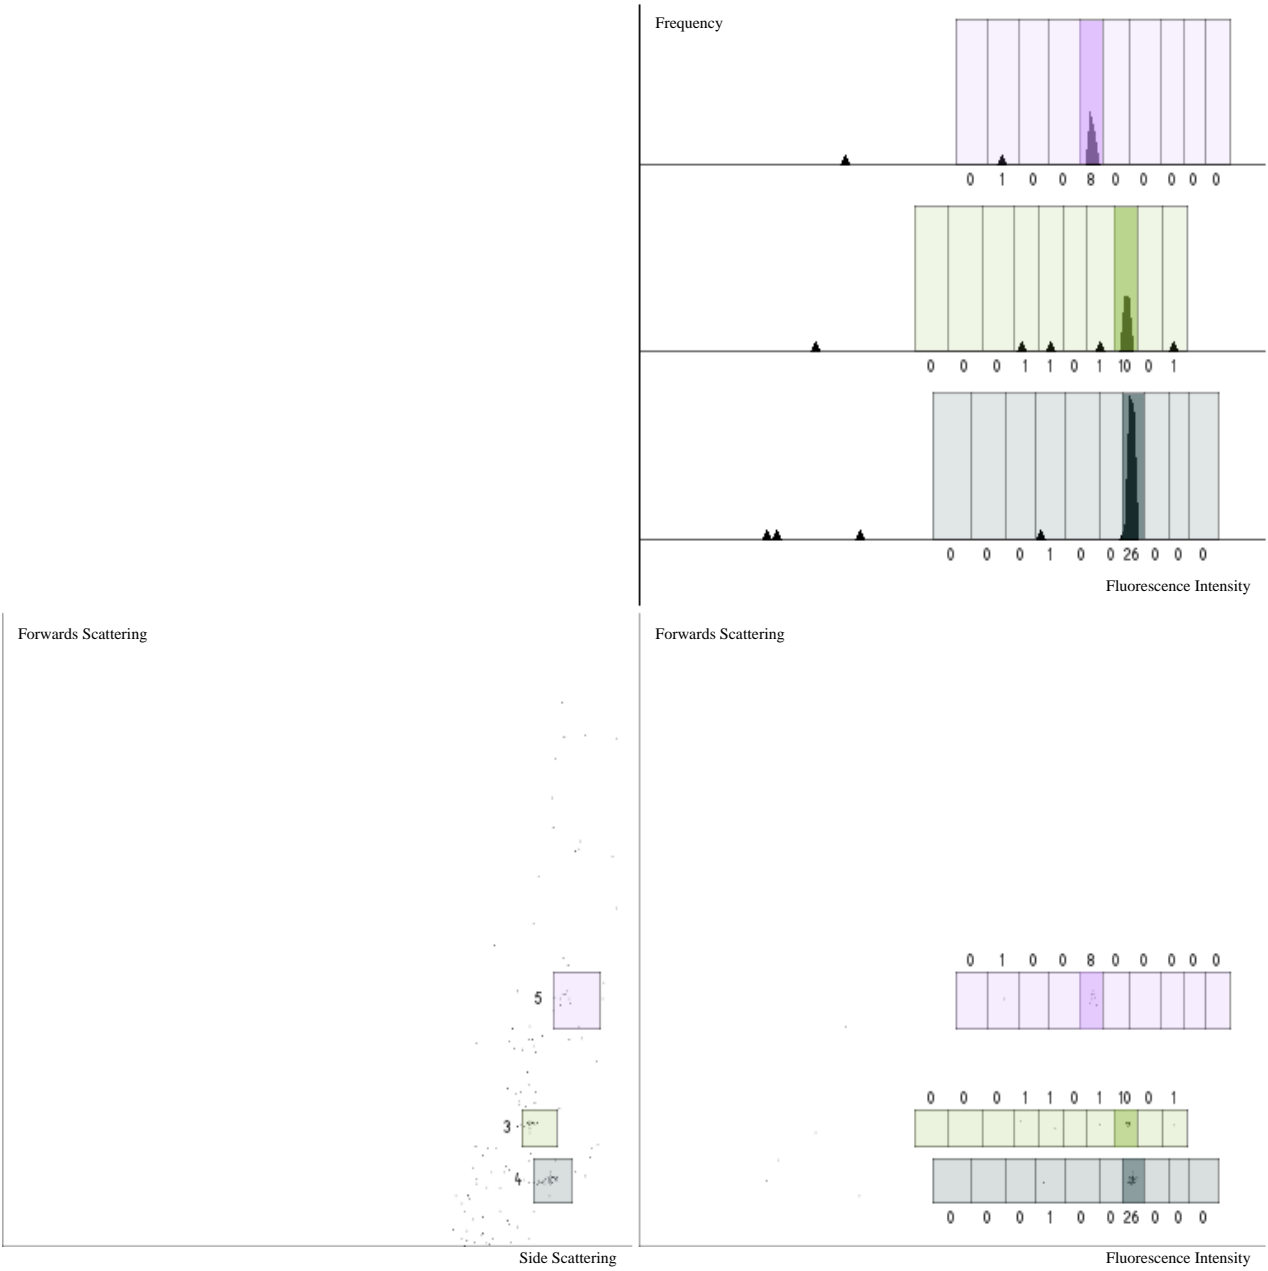 Frequency
0 1 0 0 8 0 0 0 0 0
0 0 0 1 1 0 1 10 0 1
0 0 0 1 0 0 26 0 0 0
Fluorescence Intensity
Forwards Scattering
5
3
4
Side Scattering
Forwards Scattering
0 1 0 0 8 0 0 0 0 0
0 0 0 1 1 0 1 10 0 1
0 0 0 1 0 0 26 0 0 0
Fluorescence Intensity